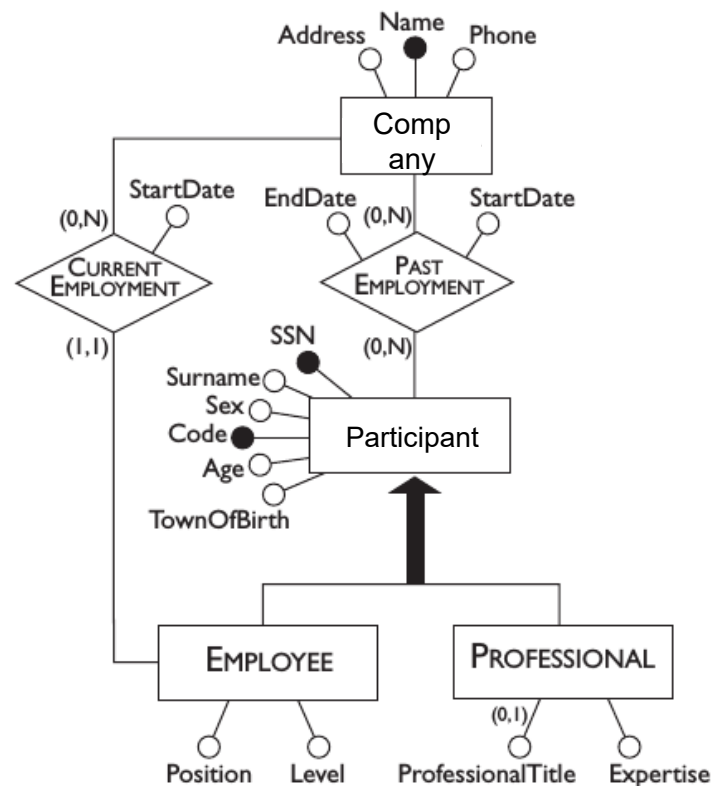 Name
Address
Phone
Comp
any
StartDate
EndDate
StartDate
(0,N)
(0,N)
CURRENT
EMPLOYMENT
PAST
EMPLOYMENT
(1,1)
(0,N)
SSN
Surname
Sex
Code
Participant
Age
TownOfBirth
EMPLOYEE
PROFESSIONAL
(0,1)
Position
Level
ProfessionalTitle
Expertise